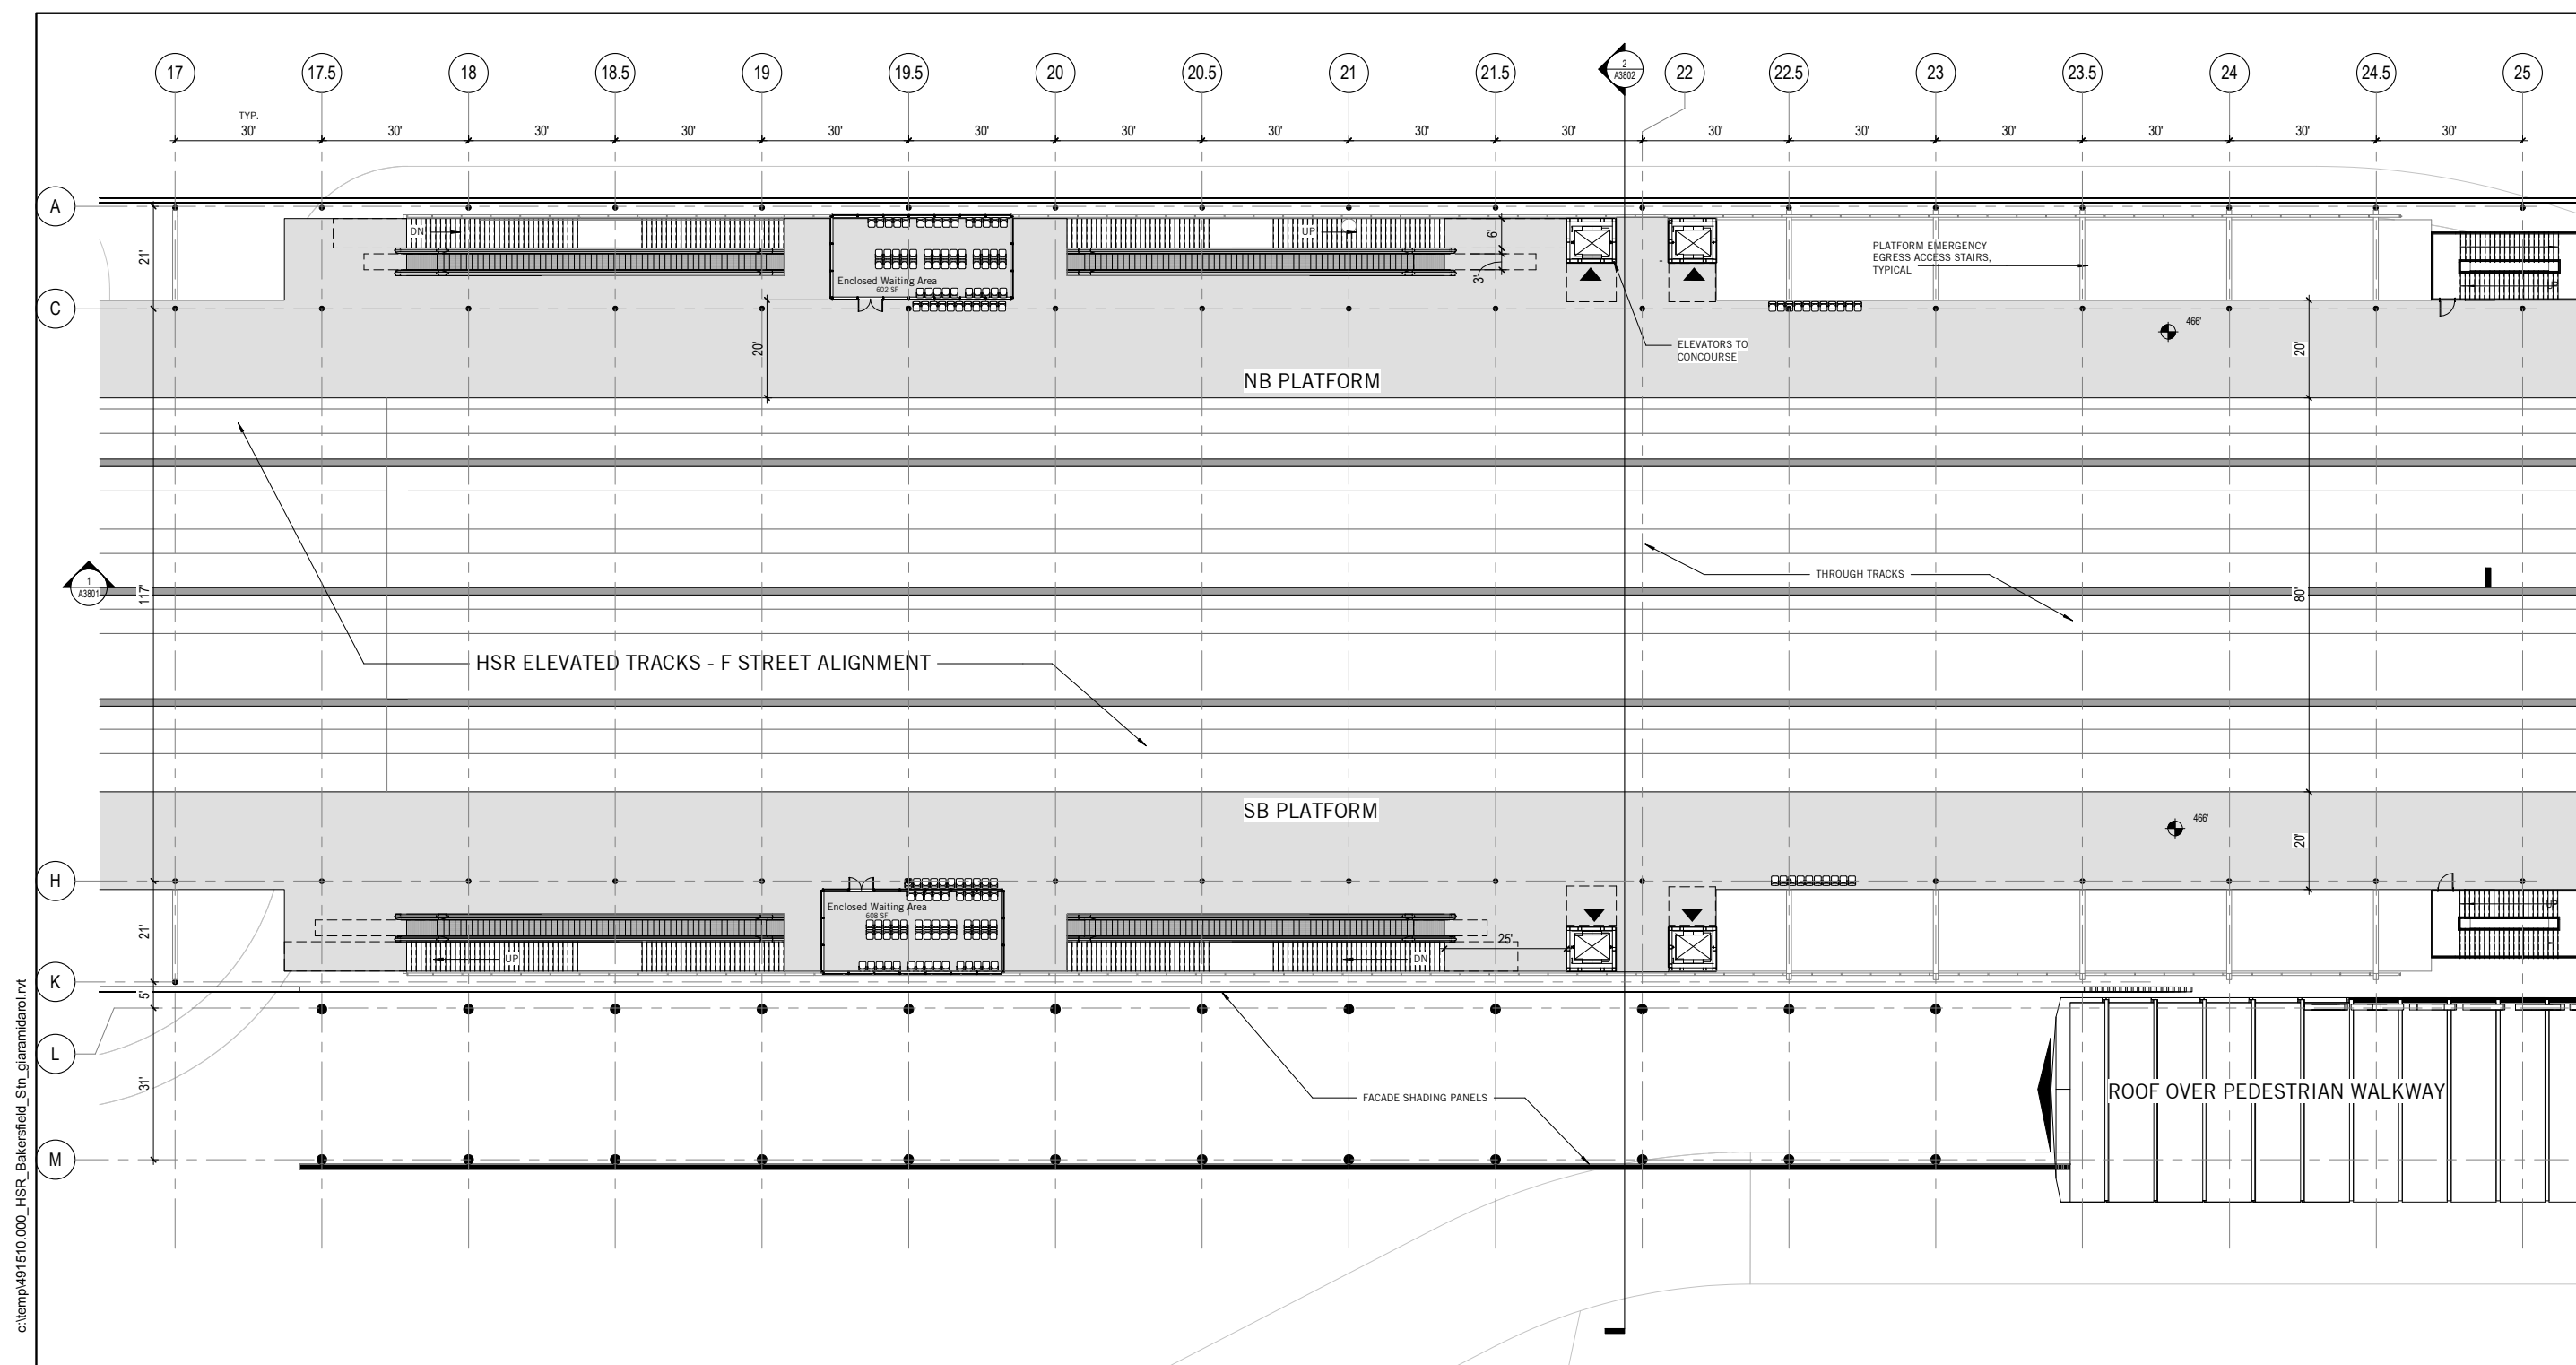 17 17.5 18 18.5 19 19.5 20 20.5 21 21.5 2 22 22.5 23 23.5 24 24.5 25
A3802
TYP.
30' 30' 30' 30' 30' 30' 30' 30' 30' 30' 30' 30' 30' 30' 30' 30'
A
DN
UP
6'
21'
PLATFORM EMERGENCY
EGRESS ACCESS STAIRS,
TYPICAL
3'
Enclosed Waiting Area
602 SF
UP
C
466'
20'
ELEVATORS TO
CONCOURSE
20'
NB PLATFORM
THROUGH TRACKS
1
A3801
117'
80'
HSR ELEVATED TRACKS - F STREET ALIGNMENT
SB PLATFORM
466'
20'
H
Enclosed Waiting Area
608 SF
UP
21'
25'
UP
DN
K
5'
L
31'
ROOF OVER PEDESTRIAN WALKWAY
FACADE SHADING PANELS
M
c:\temp\491510.000_HSR_Bakersfield_Stn_giaramidarol.rvt